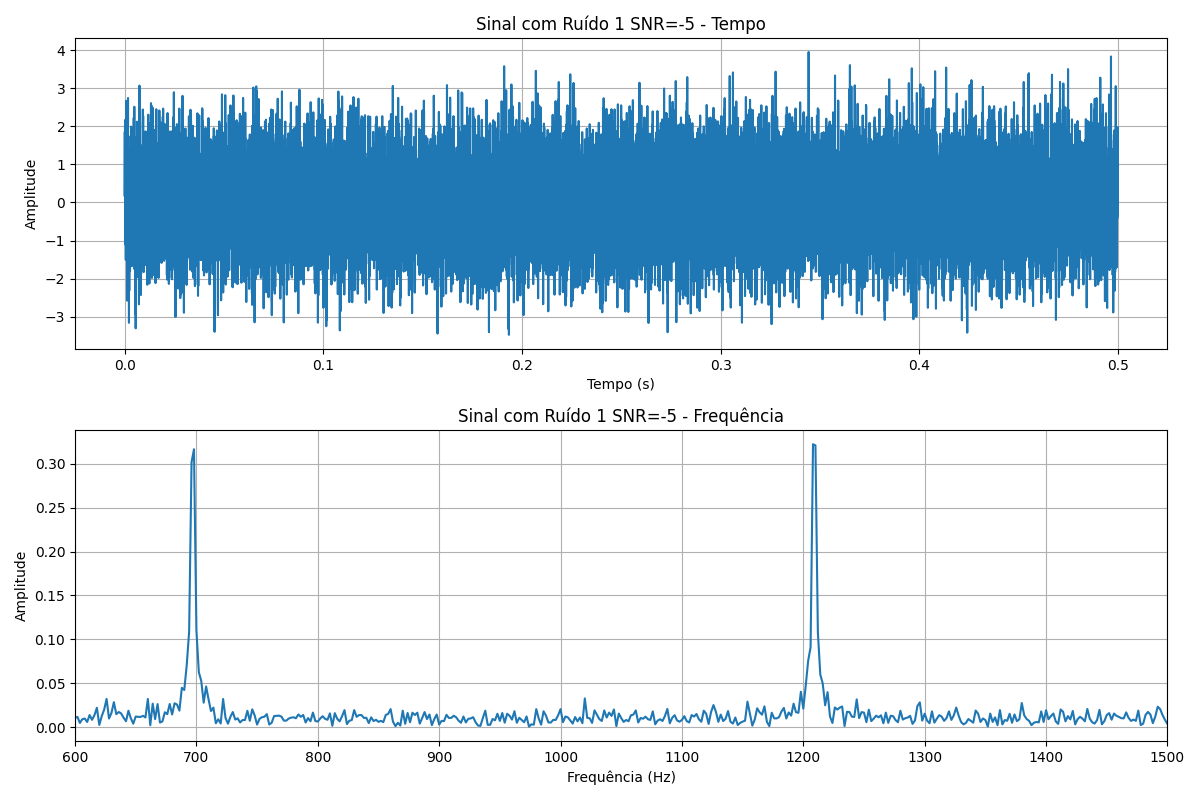 Sinal com Ruído 1 SNR=-5 - Tempo
4
3
2
1
0
−1
−2
−3
Amplitude
0.0 0.1 0.2 0.3 0.4 0.5
Tempo (s)
Sinal com Ruído 1 SNR=-5 - Frequência
0.30
0.25
0.20
0.15
0.10
0.05
0.00
Amplitude
600 700 800 900 1000 1100 1200 1300 1400 1500
Frequência (Hz)